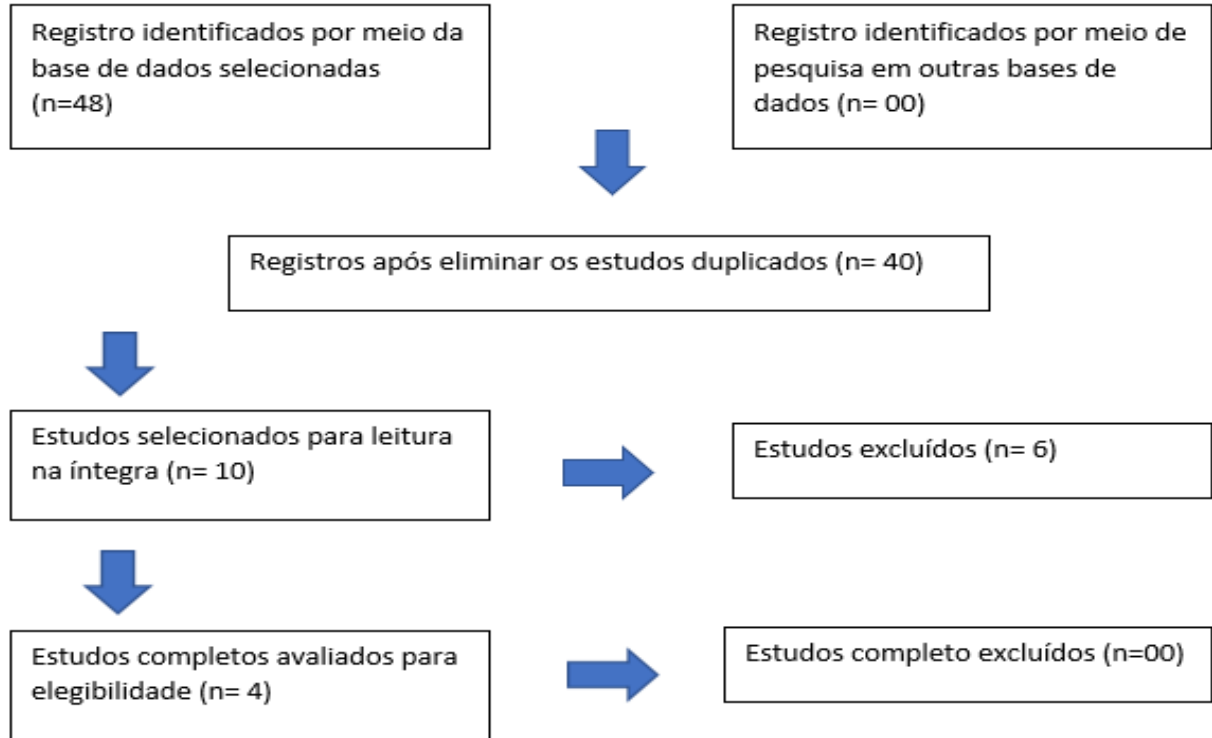 Registro identificados por meio da
base de dados selecionadas
(n=48)
Registro identificados por meio de
pesquisa em outras bases de
dados (n= 00)
Registros após eliminar os estudos duplicados (n= 40)
Estudos selecionados para leitura
na íntegra (n= 10)
Estudos excluídos (n= 6)
Estudos completos avaliados para
elegibilidade (n= 4)
Estudos completo excluídos (n=00)